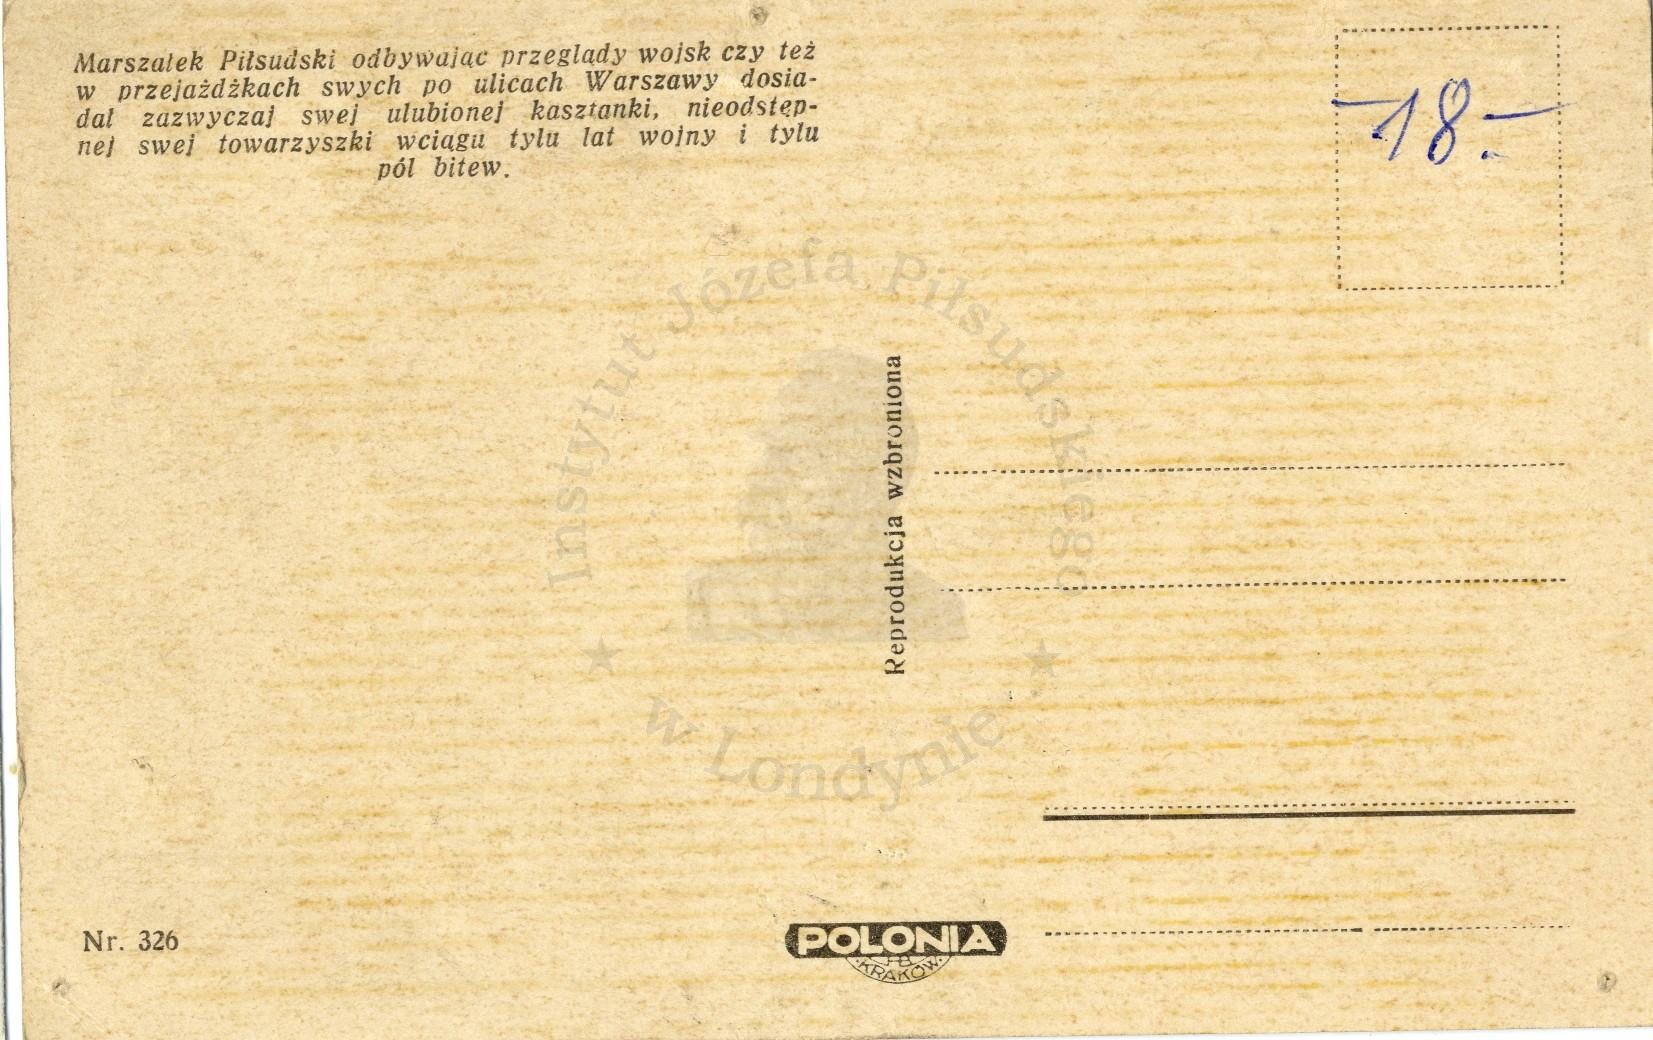 Marszałek Piłsudski odbywając przeglądy wojsk czy też
w przejażdżkach swych po ulicach Warszawy dosia-
dał zazwyczaj swej ulubionej kasztanki, nieodstęp-
nej swej towarzyszki wciągu tylu lat wojny i tylu
pól bitew.
-18-
Instytut Józefa Piłsudskiego
w Londynie
Reprodukcja wzbroniona
Nr. 326
POLONIA
KRAKÓW